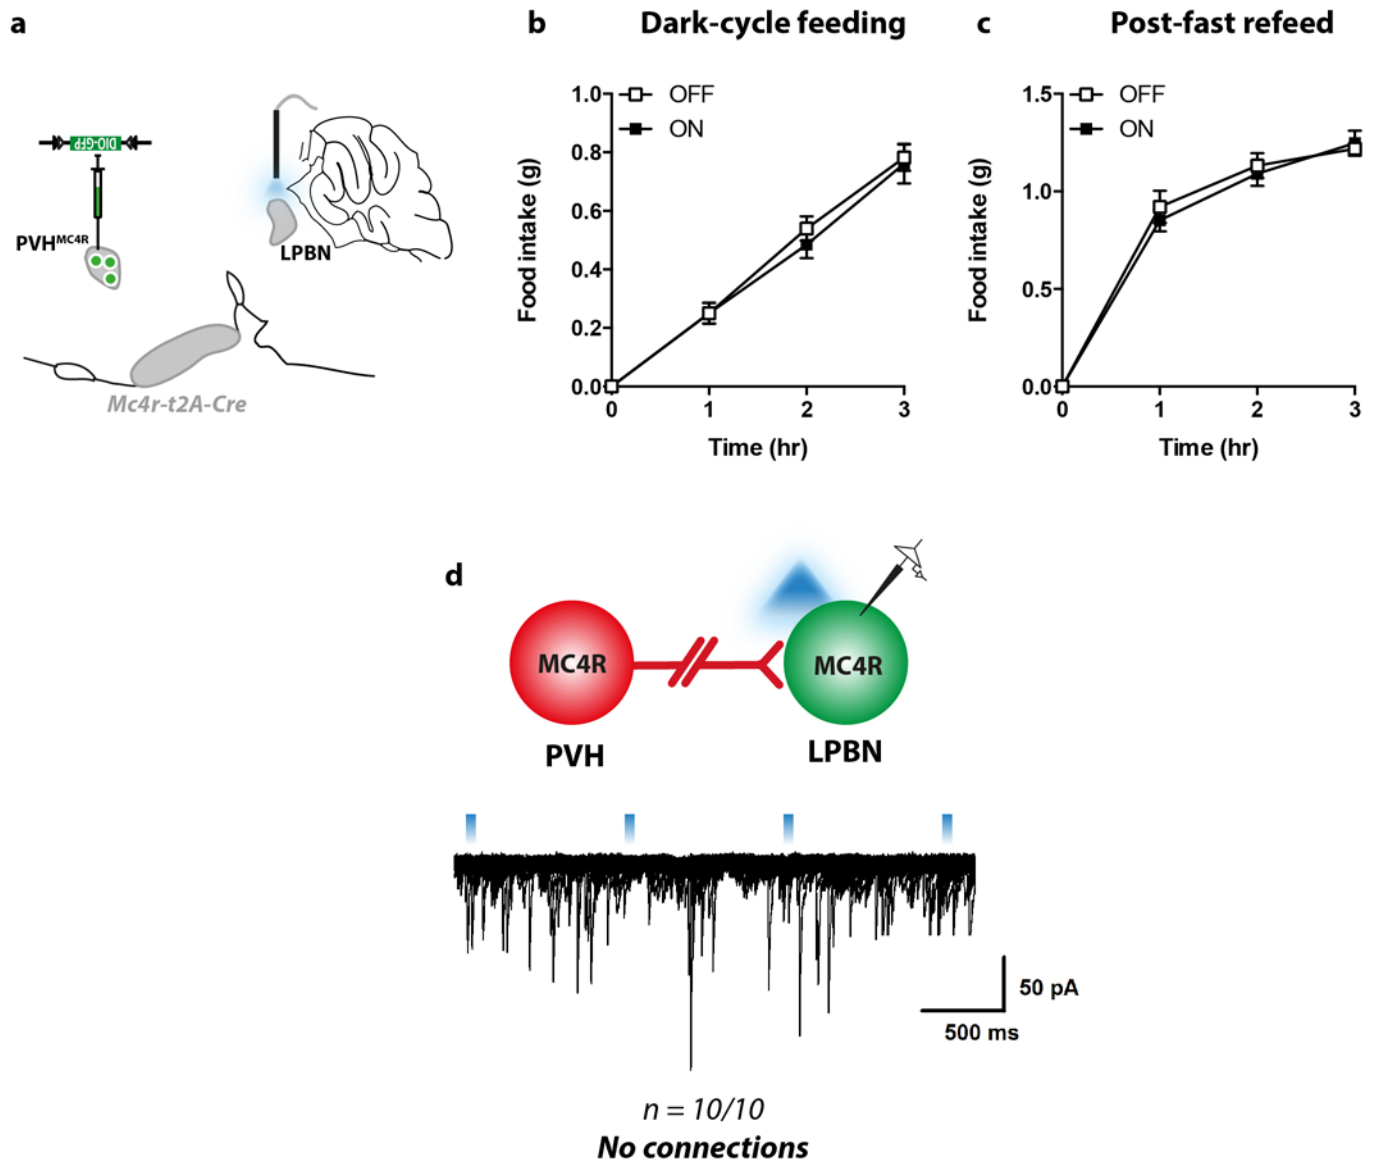 a
DIO-GFP
PVHMC4R
LPBN
Mc4r-t2A-Cre
b
Dark-cycle feeding
OFF
ON
Food intake (g)
1.0
0.8
0.6
0.4
0.2
0.0
0 1 2 3
Time (hr)
c
Post-fast refeed
OFF
ON
Food intake (g)
1.5
1.0
0.5
0.0
0 1 2 3
Time (hr)
d
MC4R
MC4R
PVH
LPBN
50 pA
500 ms
n = 10/10
No connections